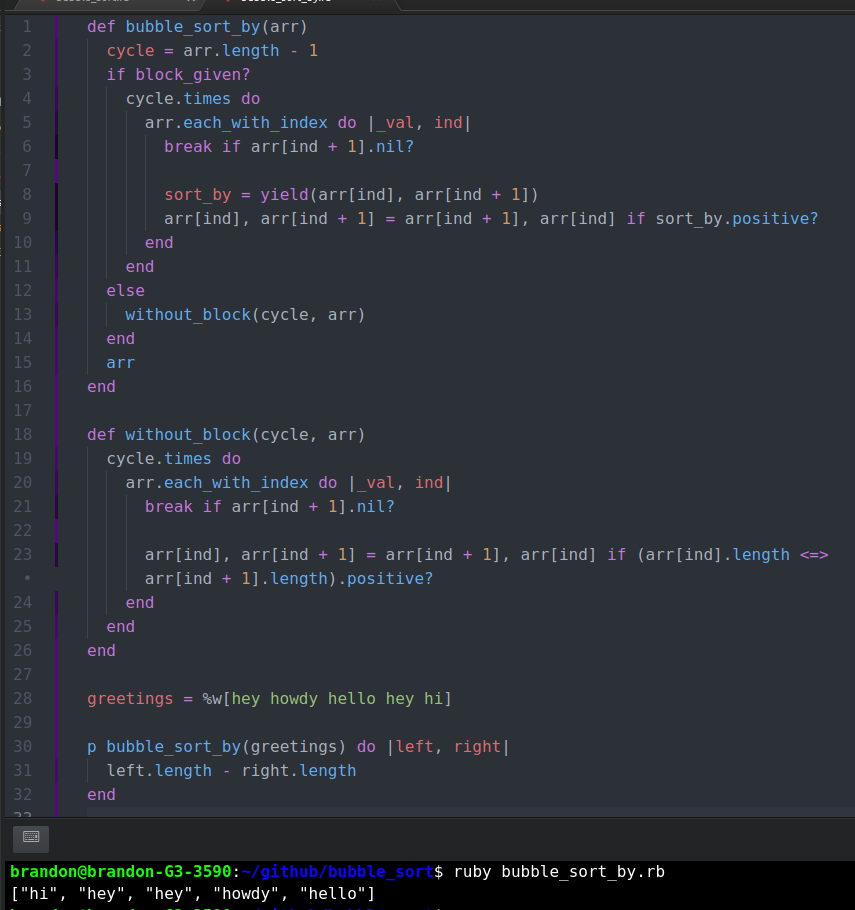 1 def bubble_sort_by(arr)
2 cycle = arr.length - 1
3 if block_given?
4 cycle.times do
5 arr.each_with_index do |_val, ind|
6 break if arr[ind + 1].nil?
7
8 sort_by = yield(arr[ind], arr[ind + 1])
9 arr[ind], arr[ind + 1] = arr[ind + 1], arr[ind] if sort_by.positive?
10 end
11 end
12 else
13 without_block(cycle, arr)
14 end
15 arr
16 end
17
18 def without_block(cycle, arr)
19 cycle.times do
20 arr.each_with_index do |_val, ind|
21 break if arr[ind + 1].nil?
22
23 arr[ind], arr[ind + 1] = arr[ind + 1], arr[ind] if (arr[ind].length <=>
• arr[ind + 1].length).positive?
24 end
25 end
26 end
27
28 greetings = %w[hey howdy hello hey hi]
29
30 p bubble_sort_by(greetings) do |left, right|
31 left.length - right.length
32 end
brandon@brandon-G3-3590:~/github/bubble_sort$ ruby bubble_sort_by.rb
["hi", "hey", "hey", "howdy", "hello"]